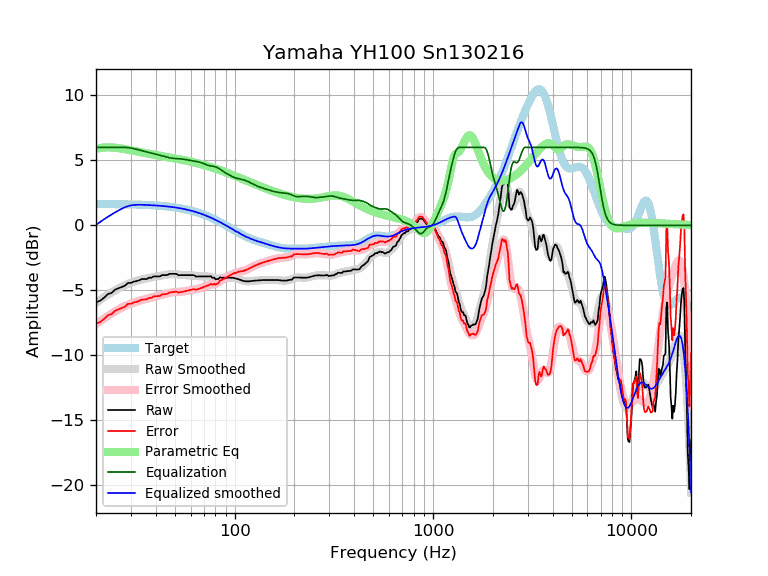 Yamaha YH100 Sn130216
Amplitude (dBr)
10
5
0
−5
−10
−15
−20
Target
Raw Smoothed
Error Smoothed
Raw
Error
Parametric Eq
Equalization
Equalized smoothed
100
1000
10000
Frequency (Hz)